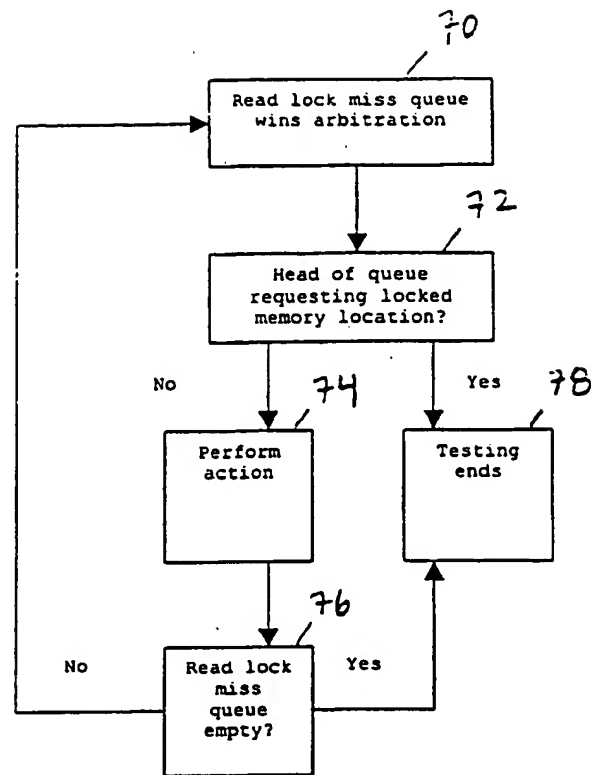 70
Read lock miss queue
wins arbitration
72
Head of queue
requesting locked
memory location?
No
74
Yes
78
Perform
action
Testing
ends
76
No
Read lock
miss
queue
empty?
Yes